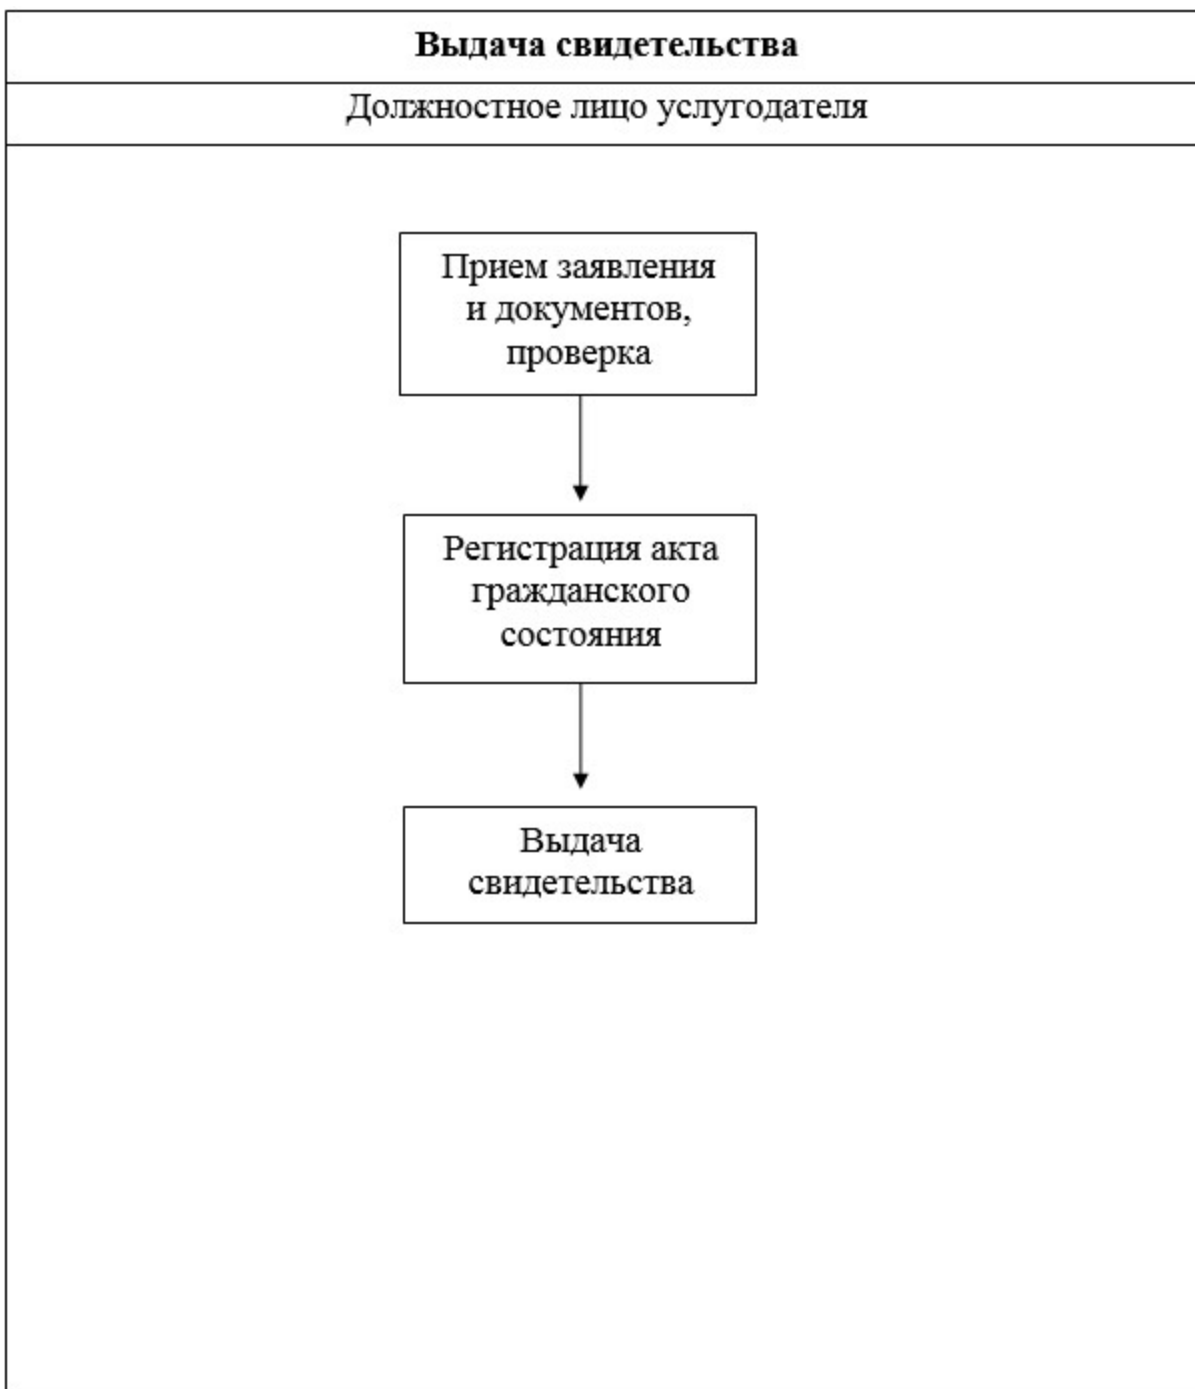 Выдача свидетельства
Должностное лицо услугодателя
Прием заявления
и документов,
проверка
Регистрация акта
гражданского
состояния
Выдача
свидетельства